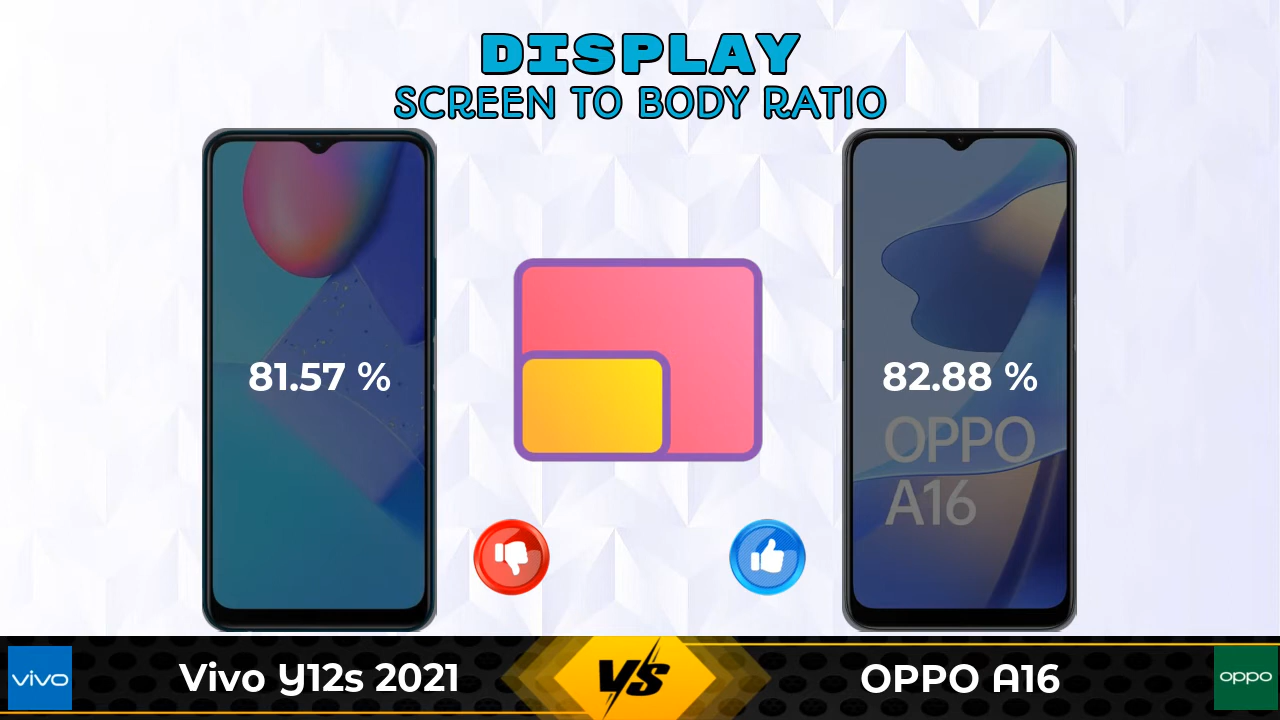 DISPLAY
SCREEN TO BODY RATIO
81.57 %
82.88 %
OPPO
A16
vivo
Vivo Y12s 2021
VS
OPPO A16
oppo